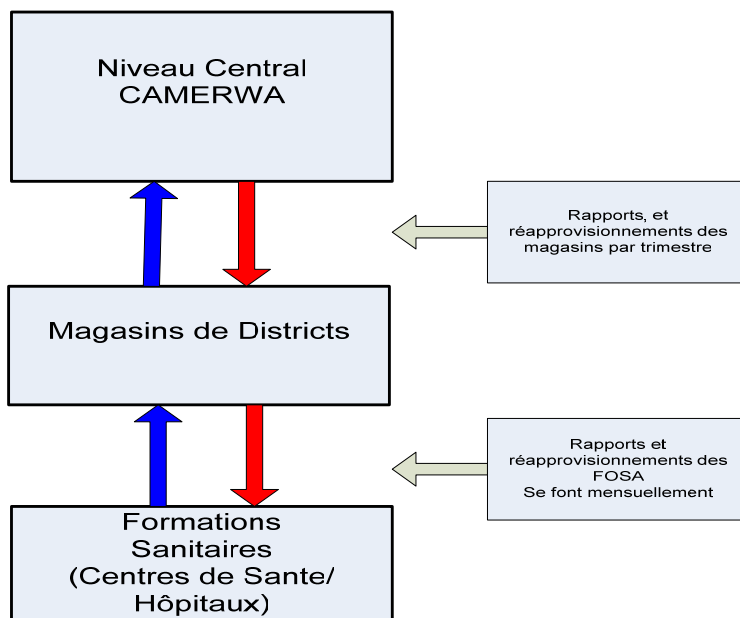 Niveau Central
CAMERWA
Rapports, et
réapprovisionnements des
magasins par trimestre
Magasins de Districts
Rapports et
réapprovisionnements des
FOSA
Se font mensuellement
Formations
Sanitaires
(Centres de Sante/
Hôpitaux)